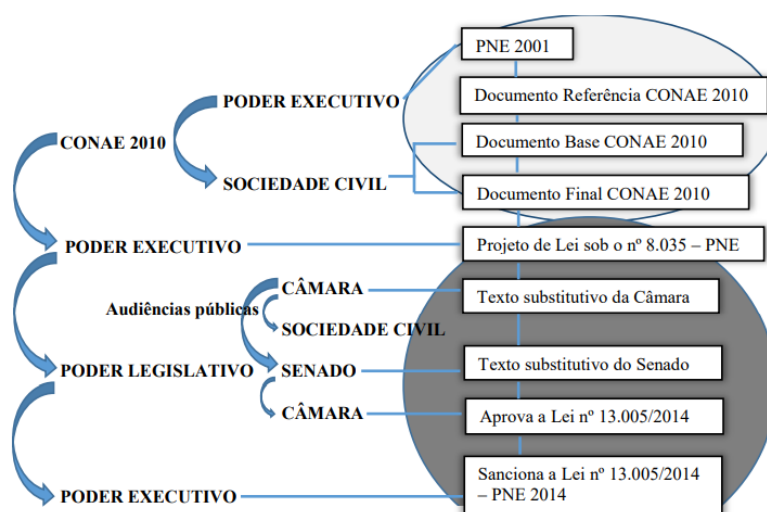 PNE 2001
PODER EXECUTIVO
Documento Referência CONAE 2010
CONAE 2010
Documento Base CONAE 2010
SOCIEDADE CIVIL
Documento Final CONAE 2010
PODER EXECUTIVO
Projeto de Lei sob o nº 8.035 – PNE
CÂMARA
Texto substitutivo da Câmara
Audiências públicas
SOCIEDADE CIVIL
PODER LEGISLATIVO
SENADO
Texto substitutivo do Senado
CÂMARA
Aprova a Lei nº 13.005/2014
PODER EXECUTIVO
Sanciona a Lei nº 13.005/2014
– PNE 2014